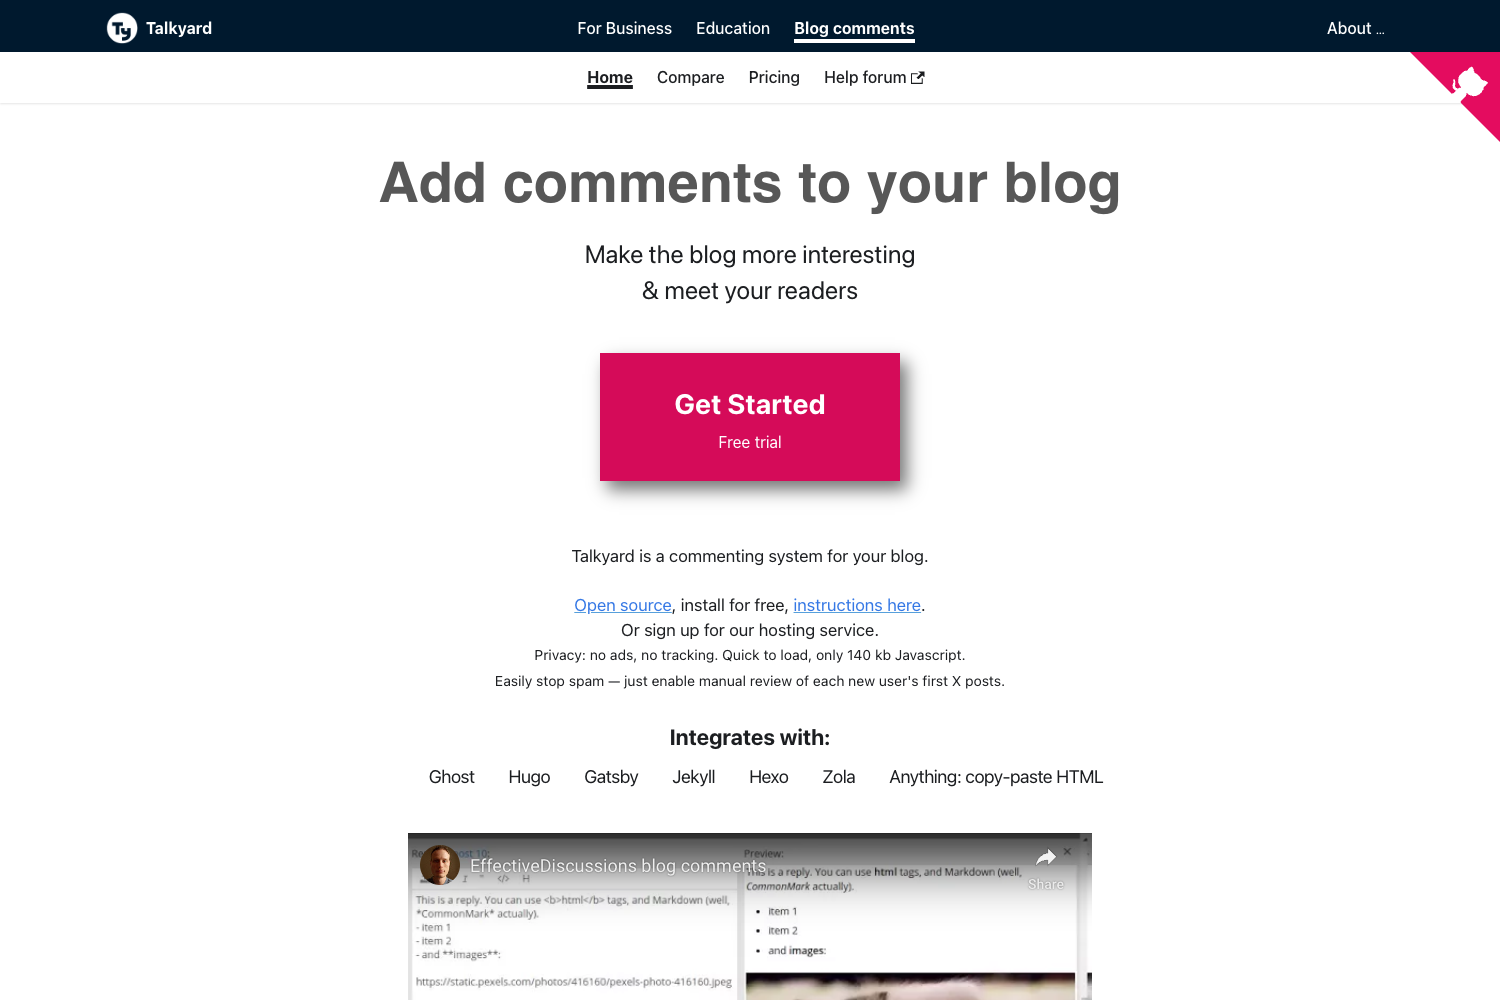 Ty Talkyard
For Business Education Blog comments
About ...
Home Compare Pricing Help forum
Add comments to your blog
Make the blog more interesting
& meet your readers
Get Started
Free trial
Talkyard is a commenting system for your blog.
Open source, install for free, instructions here.
Or sign up for our hosting service.
Privacy: no ads, no tracking. Quick to load, only 140 kb Javascript.
Easily stop spam — just enable manual review of each new user's first X posts.
Integrates with:
Ghost Hugo Gatsby Jekyll Hexo Zola Anything: copy-paste HTML
EffectiveDiscussions blog comments
Share
I " </> H
This is a reply. You can use <b>html</b> tags, and Markdown (well,
*CommonMark* actually).
- item 1
- item 2
- and **images**:
https://static.pexels.com/photos/416160/pexels-photo-416160.jpeg
Preview:
This is a reply. You can use html tags, and Markdown (well,
CommonMark actually).
• item 1
• item 2
• and images: